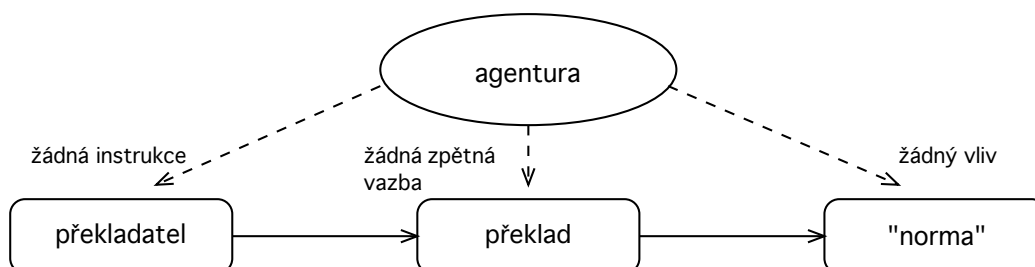 agentura
žádná instrukce
žádná zpětná
vazba
žádný vliv
překladatel
překlad
"norma"